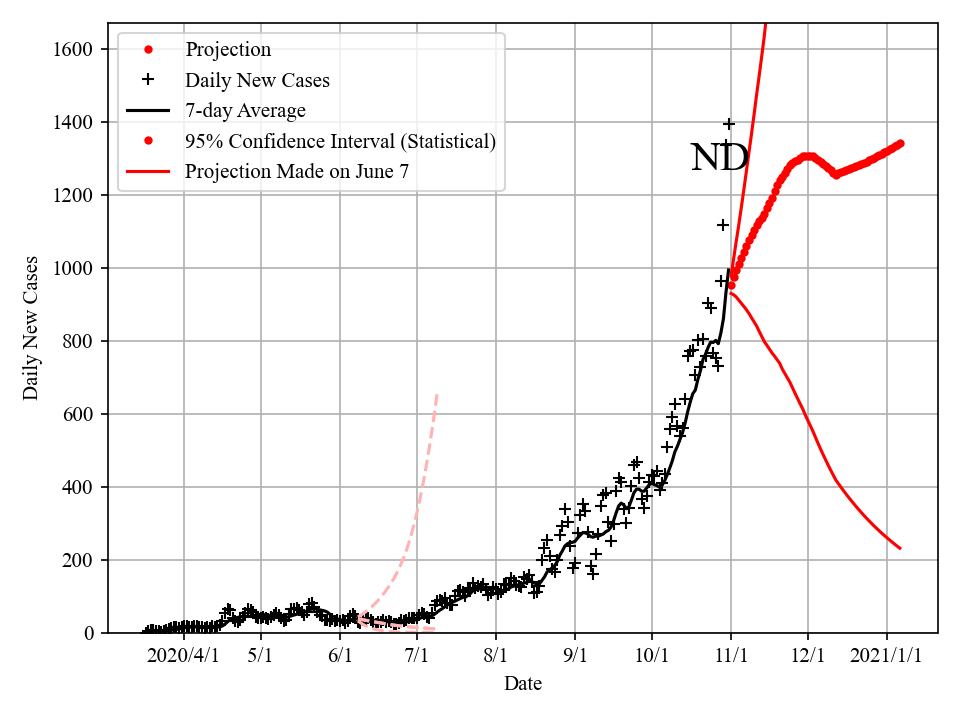 1600
1400
1200
1000
800
600
400
200
0
Daily New Cases
Projection
Daily New Cases
7-day Average
95% Confidence Interval (Statistical)
Projection Made on June 7
ND
2020/4/1
5/1
6/1
7/1
8/1
9/1
10/1
11/1
12/1
2021/1/1
Date